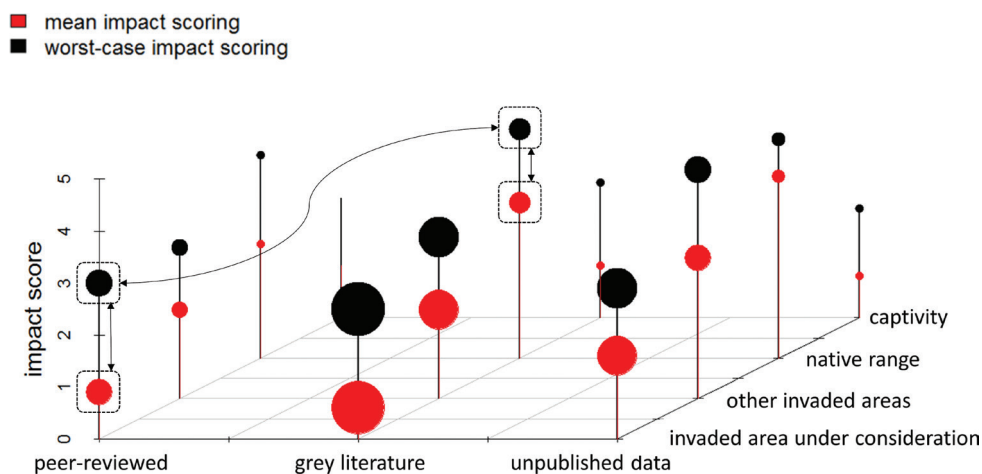 mean impact scoring
worst-case impact scoring
5
4
3
2
1
0
impact score
captivity
native range
other invaded areas
invaded area under consideration
peer-reviewed
grey literature
unpublished data